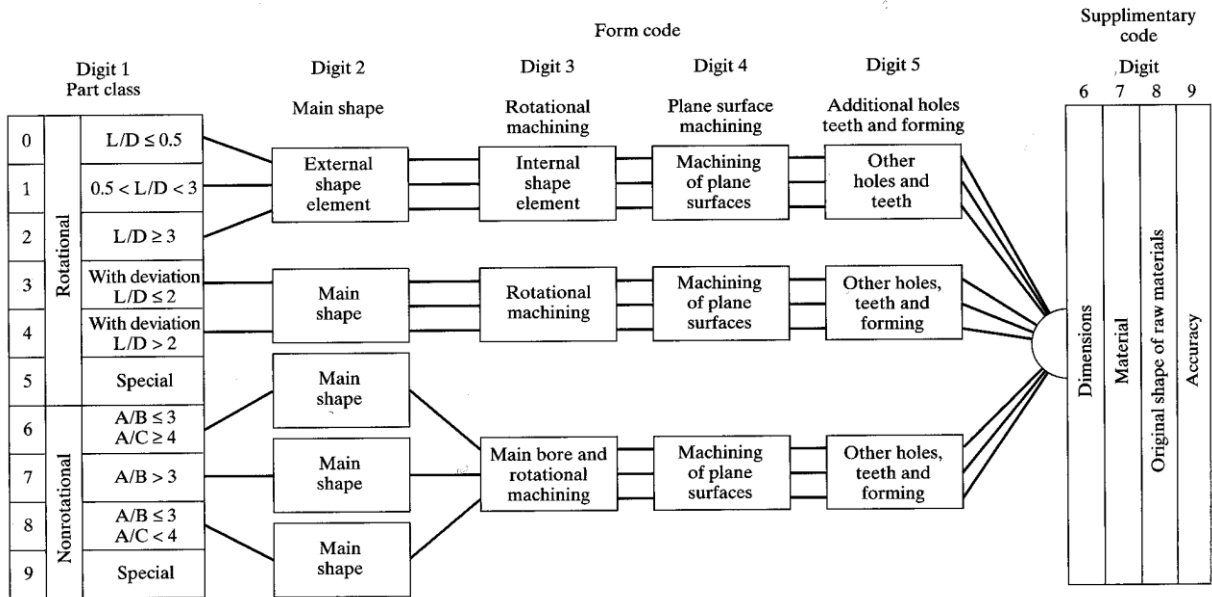 Form code
Supplimentary
code
Digit 1
Part class
Digit 2
Digit 3
Digit 4
Digit 5
Digit
6 7 8 9
Main shape
Rotational
machining
Plane surface
machining
Additional holes
teeth and forming
Rotational
0
L/D ≤ 0.5
1
0.5 < L/D < 3
2
L/D ≥ 3
3
With deviation
L/D ≤ 2
4
With deviation
L/D > 2
5
Special
Nonrotational
6
A/B ≤ 3
A/C ≥ 4
7
A/B > 3
8
A/B ≤ 3
A/C < 4
9
Special
External
shape
element
Internal
shape
element
Machining
of plane
surfaces
Other
holes and
teeth
Main
shape
Rotational
machining
Machining
of plane
surfaces
Other holes,
teeth and
forming
Main
shape
Main
shape
Main
shape
Main bore and
rotational
machining
Machining
of plane
surfaces
Other holes,
teeth and
forming
Dimensions
Material
Original shape of raw materials
Accuracy